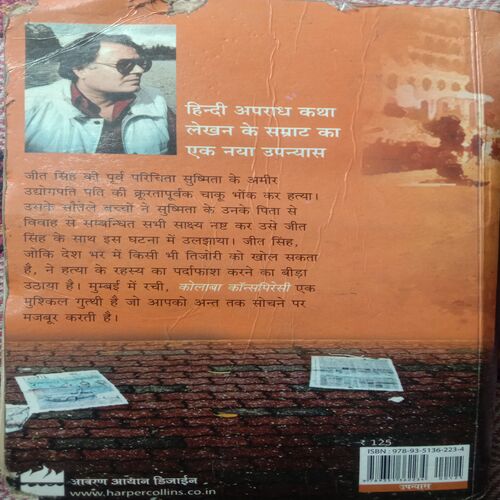 हिन्दी अपराध कथा
लेखन के सम्राट का
एक नया उपन्यास
जीत सिंह की पूर्व परिचिता सुष्मिता के अमीर
उद्योगपति पति की क्रूरतापूर्वक चाकू भोंक कर हत्या।
उसके सौतेले बच्चों ने सुष्मिता के उनके पिता से
विवाह से सम्बन्धित सभी साक्ष्य नष्ट कर उसे जीत
सिंह के साथ इस घटना में उलझाया। जीत सिंह,
जोकि देश भर में किसी भी तिजोरी को खोल सकता
है, ने हत्या के रहस्य का पर्दाफाश करने का बीड़ा
उठाया है। मुम्बई में रची, कोलाबा कॉन्सपिरेसी एक
मुश्किल गुत्थी है जो आपको अन्त तक सोचने पर
मजबूर करती है।
₹ 125
ISBN : 978-93-5136-223-4
आवरण आयान डिजाईन
www.harpercollins.co.in
उपन्यास